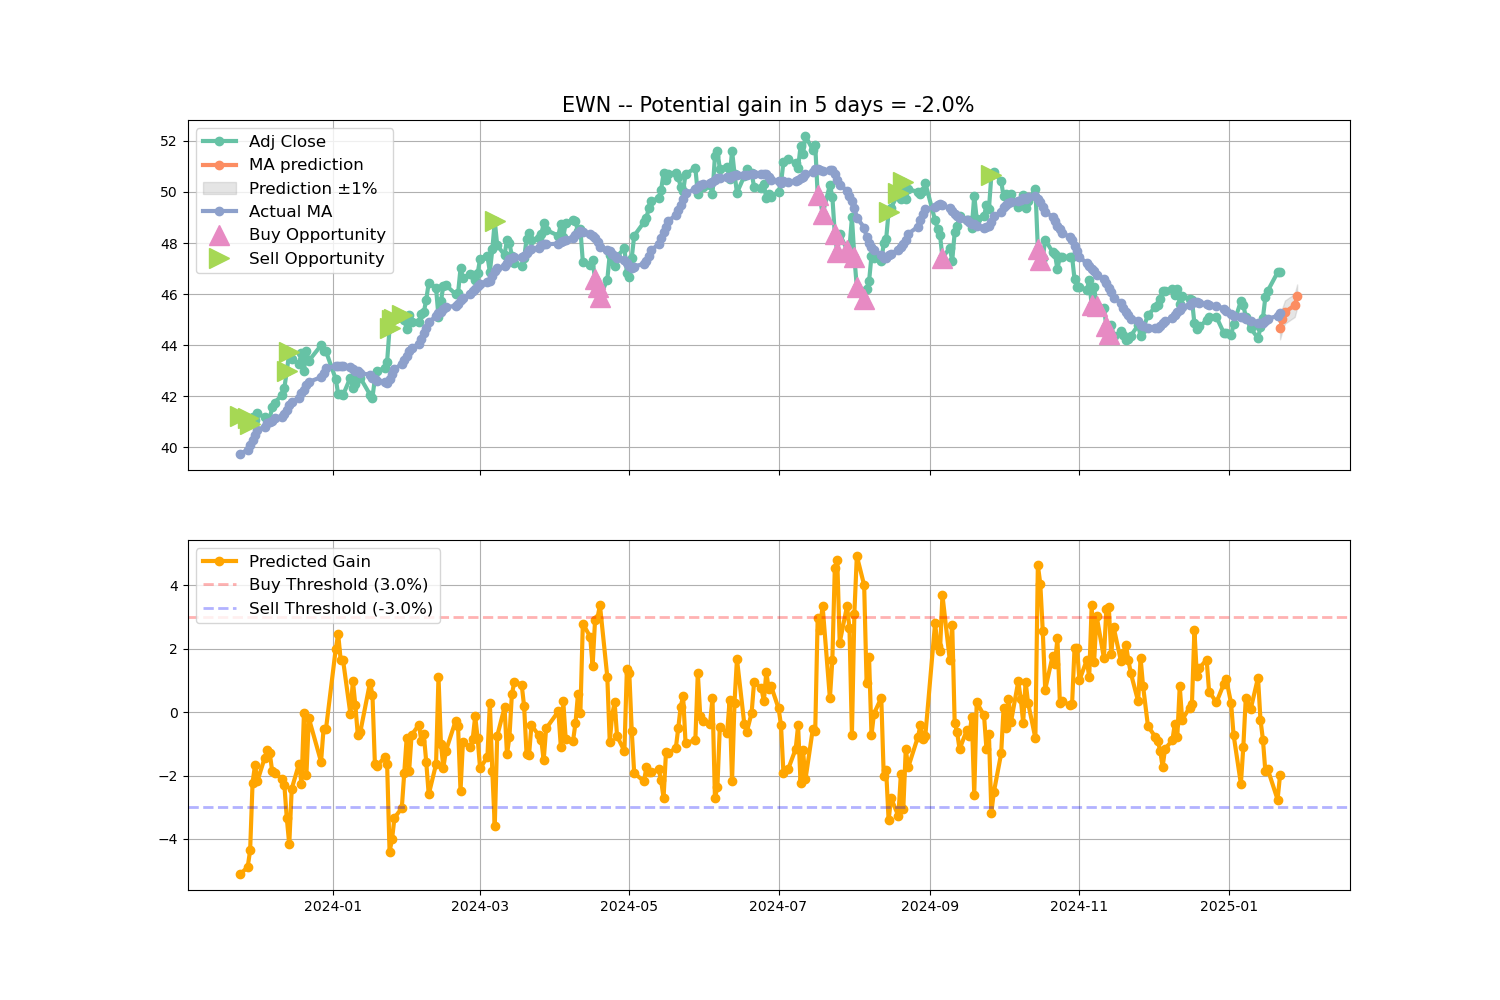 EWN -- Potential gain in 5 days = -2.0%
52
50
48
46
44
42
40
Adj Close
MA prediction
Prediction ±1%
Actual MA
Buy Opportunity
Sell Opportunity
4
2
0
−2
−4
Predicted Gain
Buy Threshold (3.0%)
Sell Threshold (-3.0%)
2024-01
2024-03
2024-05
2024-07
2024-09
2024-11
2025-01